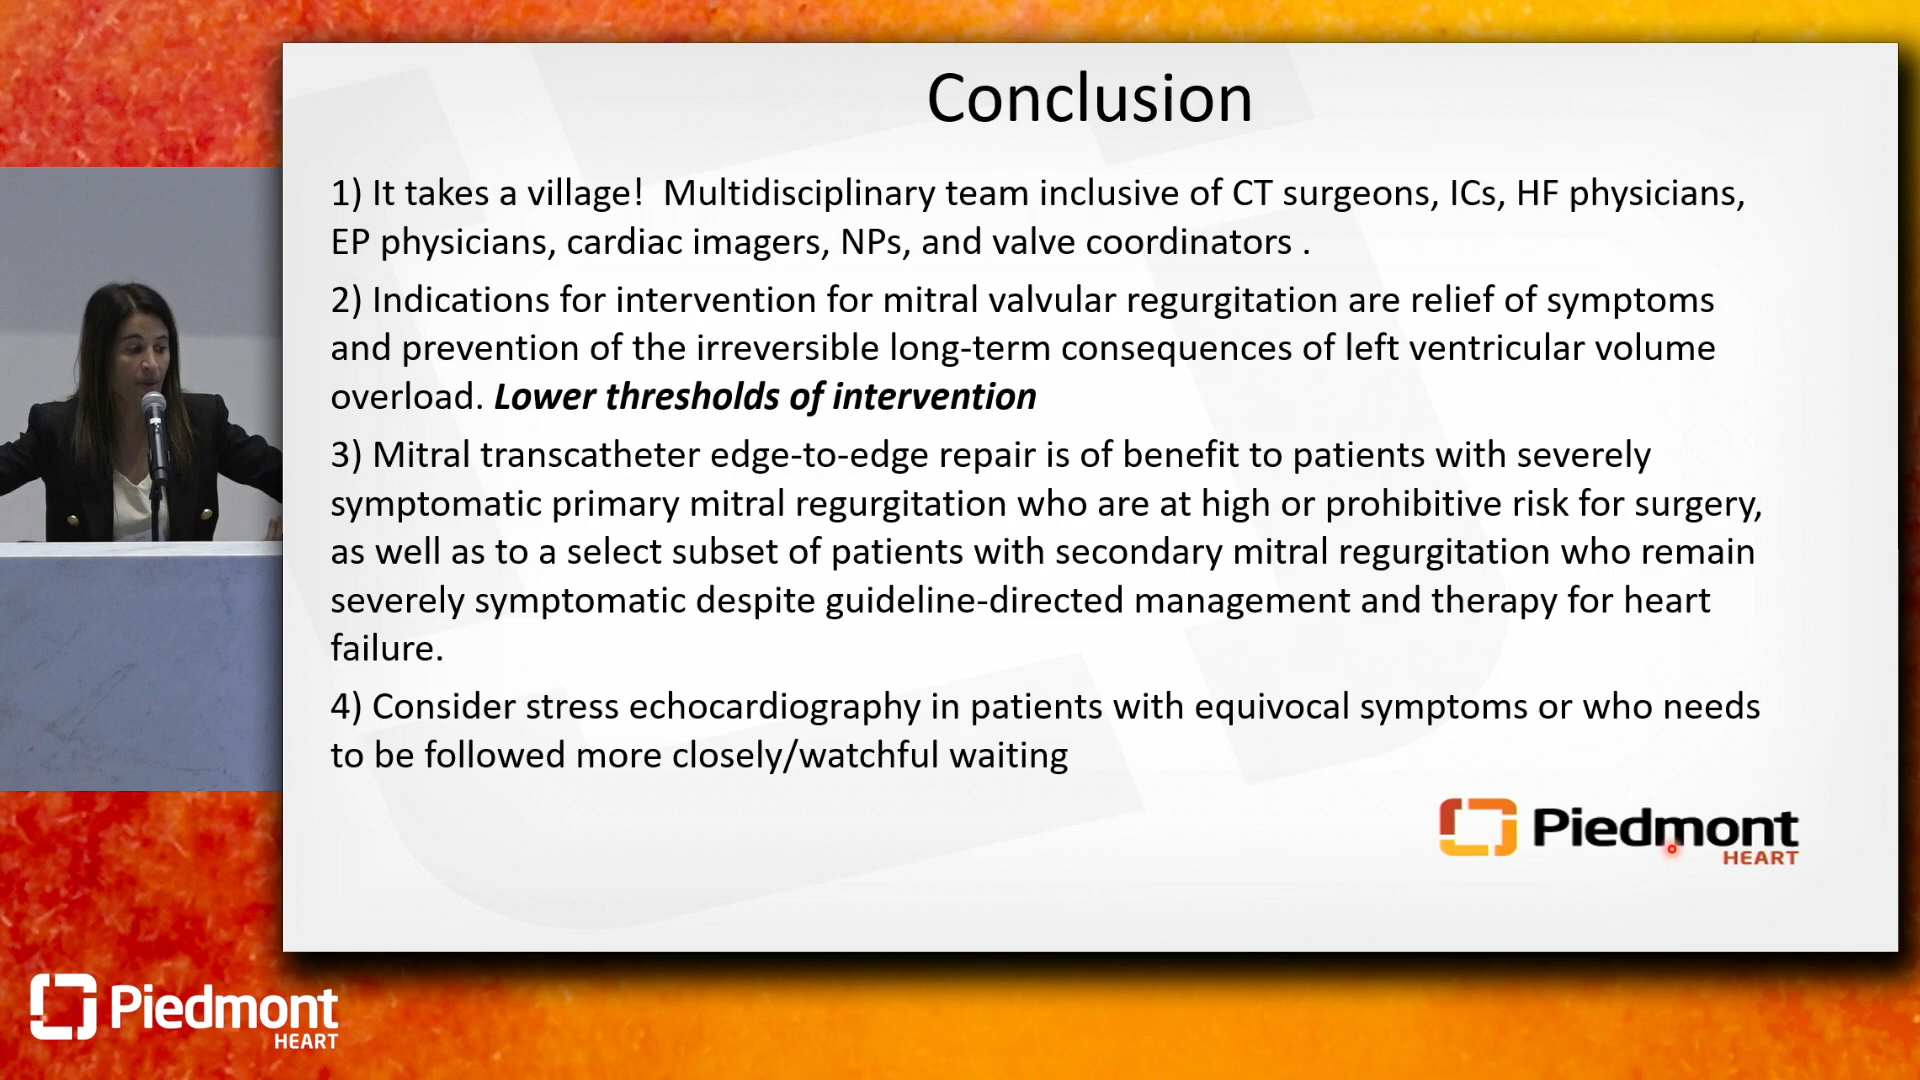 Conclusion
1) It takes a village!  Multidisciplinary team inclusive of CT surgeons, ICs, HF physicians,
EP physicians, cardiac imagers, NPs, and valve coordinators .
2) Indications for intervention for mitral valvular regurgitation are relief of symptoms
and prevention of the irreversible long-term consequences of left ventricular volume
overload. Lower thresholds of intervention
3) Mitral transcatheter edge-to-edge repair is of benefit to patients with severely
symptomatic primary mitral regurgitation who are at high or prohibitive risk for surgery,
as well as to a select subset of patients with secondary mitral regurgitation who remain
severely symptomatic despite guideline-directed management and therapy for heart
failure.
4) Consider stress echocardiography in patients with equivocal symptoms or who needs
to be followed more closely/watchful waiting
Piedmont
HEART
Piedmont
HEART